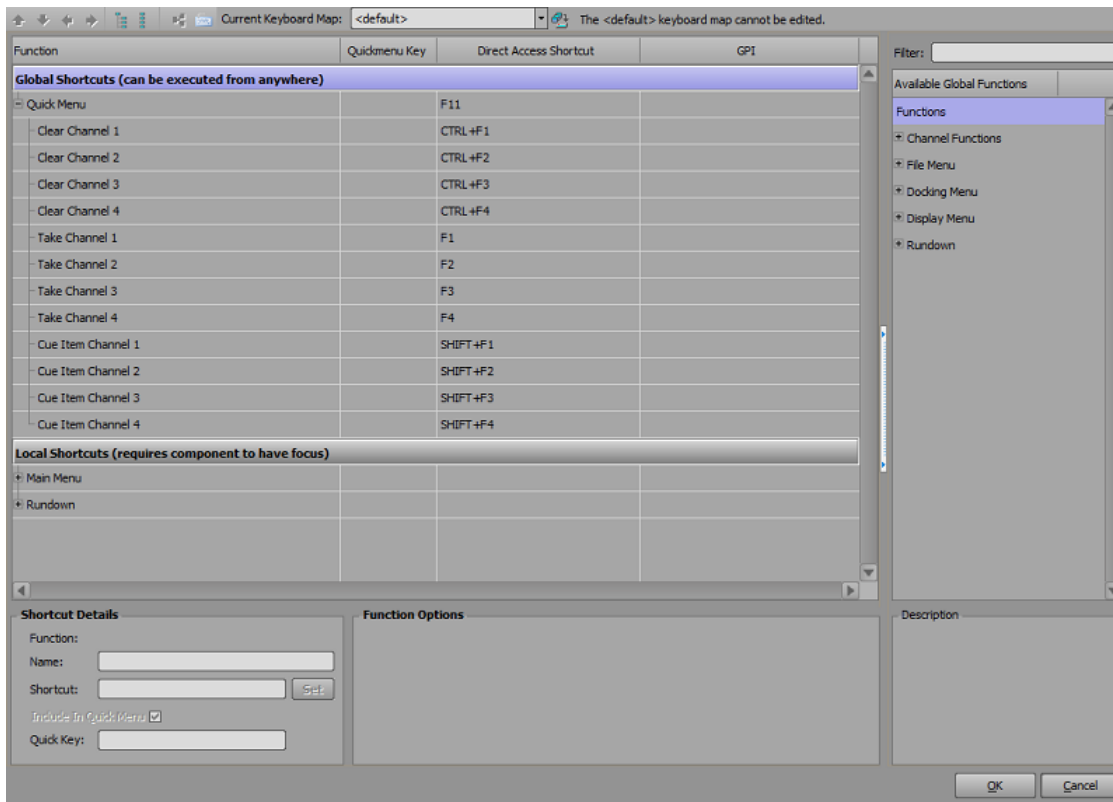 Current Keyboard Map: <default> The <default> keyboard map cannot be edited.
Function Quickmenu Key Direct Access Shortcut GPI
Global Shortcuts (can be executed from anywhere)
Quick Menu F11
Clear Channel 1 CTRL+F1
Clear Channel 2 CTRL+F2
Clear Channel 3 CTRL+F3
Clear Channel 4 CTRL+F4
Take Channel 1 F1
Take Channel 2 F2
Take Channel 3 F3
Take Channel 4 F4
Cue Item Channel 1 SHIFT+F1
Cue Item Channel 2 SHIFT+F2
Cue Item Channel 3 SHIFT+F3
Cue Item Channel 4 SHIFT+F4
Local Shortcuts (requires component to have focus)
Main Menu
Rundown
Filter:
Available Global Functions
Functions
Channel Functions
File Menu
Docking Menu
Display Menu
Rundown
Shortcut Details
Function:
Name:
Shortcut: Set
Include In Quick Menu
Quick Key:
Function Options
Description
OK Cancel